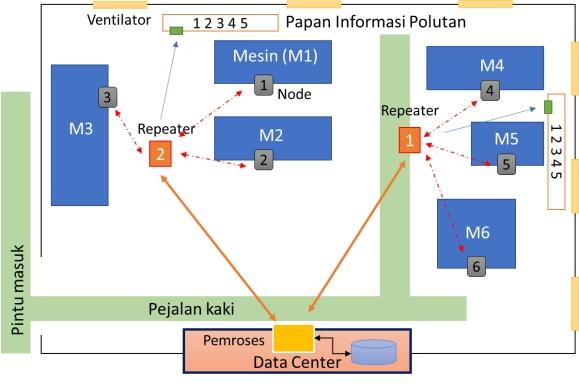 Ventilator
1 2 3 4 5
Papan Informasi Polutan
Mesin (M1)
1
Node
M4
4
3
M3
Repeater
2
M2
2
Repeater
1
M5
5
1 2 3 4 5
M6
6
Pintu masuk
Pejalan kaki
Pemroses
Data Center